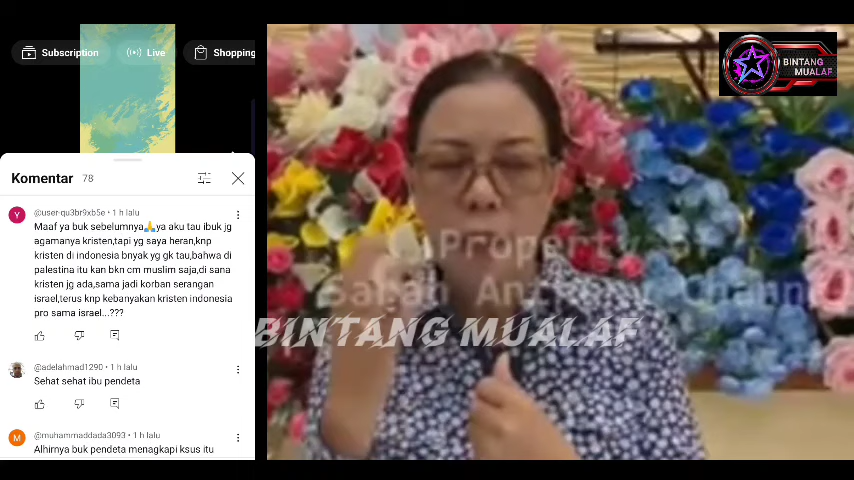 Subscription
Live
Shopping
BINTANG
MUALAF
Komentar 78
@user-qu3br9xb5e • 1 h lalu
Maaf ya buk sebelumnya🙏ya aku tau ibuk jg
agamanya kristen,tapi yg saya heran,knp
kristen di indonesia bnyak yg gk tau,bahwa di
palestina itu kan bkn cm muslim saja,di sana
kristen jg ada,sama jadi korban serangan
israel,terus knp kebanyakan kristen indonesia
pro sama israel...???
@adelahmad1290 • 1 h lalu
Sehat sehat ibu pendeta
@muhammaddada3093 • 1 h lalu
Alhirnya buk pendeta menagkapi ksus itu
Property of
Sarah
BINTANG MUALAF